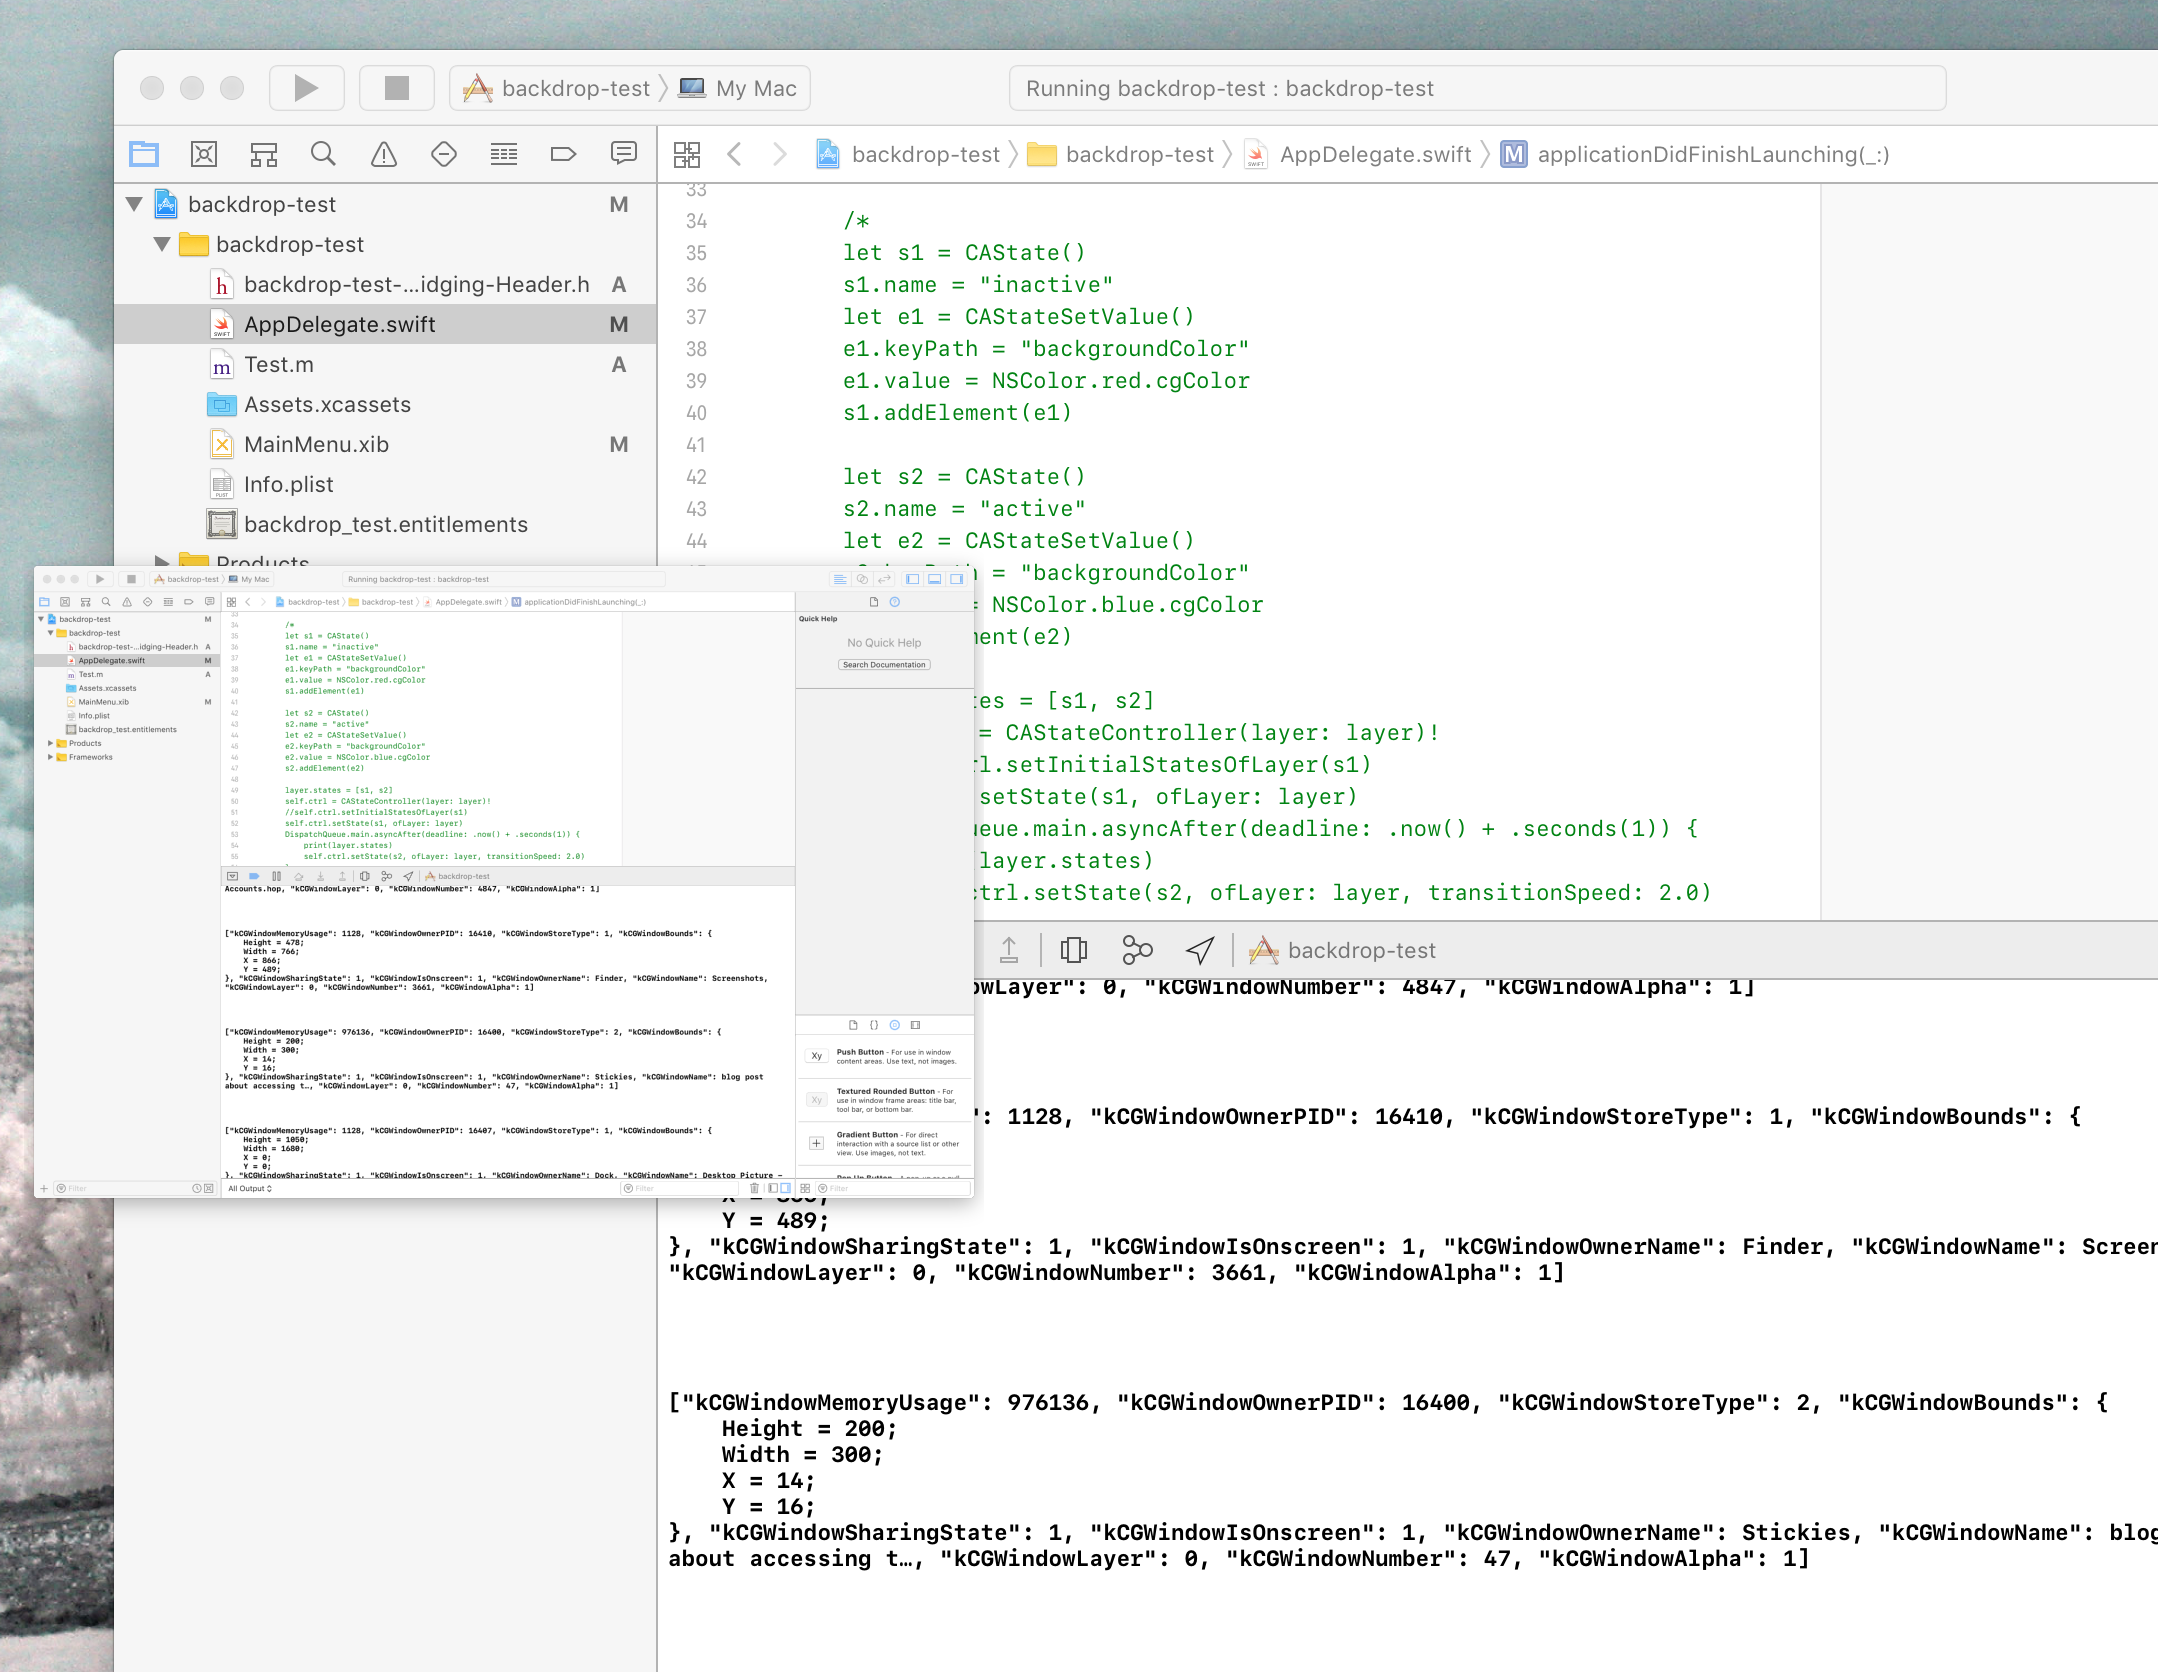 backdrop-test My Mac
Running backdrop-test : backdrop-test
backdrop-test backdrop-test AppDelegate.swift M applicationDidFinishLaunching(_:)
backdrop-test M
backdrop-test
h backdrop-test-...idging-Header.h A
AppDelegate.swift M
m Test.m A
Assets.xcassets
MainMenu.xib M
Info.plist
backdrop_test.entitlements
Products
33
34 /*
35 let s1 = CAState()
36 s1.name = "inactive"
37 let e1 = CAStateSetValue()
38 e1.keyPath = "backgroundColor"
39 e1.value = NSColor.red.cgColor
40 s1.addElement(e1)
41
42 let s2 = CAState()
43 s2.name = "active"
44 let e2 = CAStateSetValue()
= "backgroundColor"
= NSColor.blue.cgColor
ment(e2)
tes = [s1, s2]
= CAStateController(layer: layer)!
rl.setInitialStatesOfLayer(s1)
setState(s1, ofLayer: layer)
ueue.main.asyncAfter(deadline: .now() + .seconds(1)) {
layer.states)
ctrl.setState(s2, ofLayer: layer, transitionSpeed: 2.0)
backdrop-test
owLayer": 0, "kCGWindowNumber": 4847, "kCGWindowAlpha": 1]
": 1128, "kCGWindowOwnerPID": 16410, "kCGWindowStoreType": 1, "kCGWindowBounds": {
X = 866;
Y = 489;
}, "kCGWindowSharingState": 1, "kCGWindowIsOnscreen": 1, "kCGWindowOwnerName": Finder, "kCGWindowName": Screen
"kCGWindowLayer": 0, "kCGWindowNumber": 3661, "kCGWindowAlpha": 1]
["kCGWindowMemoryUsage": 976136, "kCGWindowOwnerPID": 16400, "kCGWindowStoreType": 2, "kCGWindowBounds": {
Height = 200;
Width = 300;
X = 14;
Y = 16;
}, "kCGWindowSharingState": 1, "kCGWindowIsOnscreen": 1, "kCGWindowOwnerName": Stickies, "kCGWindowName": blog
about accessing t…, "kCGWindowLayer": 0, "kCGWindowNumber": 47, "kCGWindowAlpha": 1]
backdrop-test My Mac
Running backdrop-test : backdrop-test
backdrop-test backdrop-test AppDelegate.swift M applicationDidFinishLaunching(_:)
backdrop-test M
backdrop-test
h backdrop-test-...idging-Header.h A
AppDelegate.swift M
m Test.m A
Assets.xcassets
MainMenu.xib M
Info.plist
backdrop_test.entitlements
Products
Frameworks
33
34 /*
35 let s1 = CAState()
36 s1.name = "inactive"
37 let e1 = CAStateSetValue()
38 e1.keyPath = "backgroundColor"
39 e1.value = NSColor.red.cgColor
40 s1.addElement(e1)
41
42 let s2 = CAState()
43 s2.name = "active"
44 let e2 = CAStateSetValue()
45 e2.keyPath = "backgroundColor"
46 e2.value = NSColor.blue.cgColor
47 s2.addElement(e2)
48
49 layer.states = [s1, s2]
50 self.ctrl = CAStateController(layer: layer)!
51 //self.ctrl.setInitialStatesOfLayer(s1)
52 self.ctrl.setState(s1, ofLayer: layer)
53 DispatchQueue.main.asyncAfter(deadline: .now() + .seconds(1)) {
54 print(layer.states)
55 self.ctrl.setState(s2, ofLayer: layer, transitionSpeed: 2.0)
backdrop-test
Accounts.hop, "kCGWindowLayer": 0, "kCGWindowNumber": 4847, "kCGWindowAlpha": 1]
["kCGWindowMemoryUsage": 1128, "kCGWindowOwnerPID": 16410, "kCGWindowStoreType": 1, "kCGWindowBounds": {
Height = 478;
Width = 766;
X = 866;
Y = 489;
}, "kCGWindowSharingState": 1, "kCGWindowIsOnscreen": 1, "kCGWindowOwnerName": Finder, "kCGWindowName": Screenshots,
"kCGWindowLayer": 0, "kCGWindowNumber": 3661, "kCGWindowAlpha": 1]
["kCGWindowMemoryUsage": 976136, "kCGWindowOwnerPID": 16400, "kCGWindowStoreType": 2, "kCGWindowBounds": {
Height = 200;
Width = 300;
X = 14;
Y = 16;
}, "kCGWindowSharingState": 1, "kCGWindowIsOnscreen": 1, "kCGWindowOwnerName": Stickies, "kCGWindowName": blog post
about accessing t…, "kCGWindowLayer": 0, "kCGWindowNumber": 47, "kCGWindowAlpha": 1]
["kCGWindowMemoryUsage": 1128, "kCGWindowOwnerPID": 16407, "kCGWindowStoreType": 1, "kCGWindowBounds": {
Height = 1050;
Width = 1680;
X = 0;
Y = 0;
}, "kCGWindowSharingState": 1, "kCGWindowIsOnscreen": 1, "kCGWindowOwnerName": Dock, "kCGWindowName": Desktop Picture -
Quick Help
No Quick Help
Search Documentation
{}
Xy Push Button - For use in window
content areas. Use text, not images.
Xy Textured Rounded Button - For
use in window frame areas: title bar,
tool bar, or bottom bar.
Gradient Button - For direct
interaction with a source list or other
view. Use images, not text.
Filter
All Output
Filter
Filter